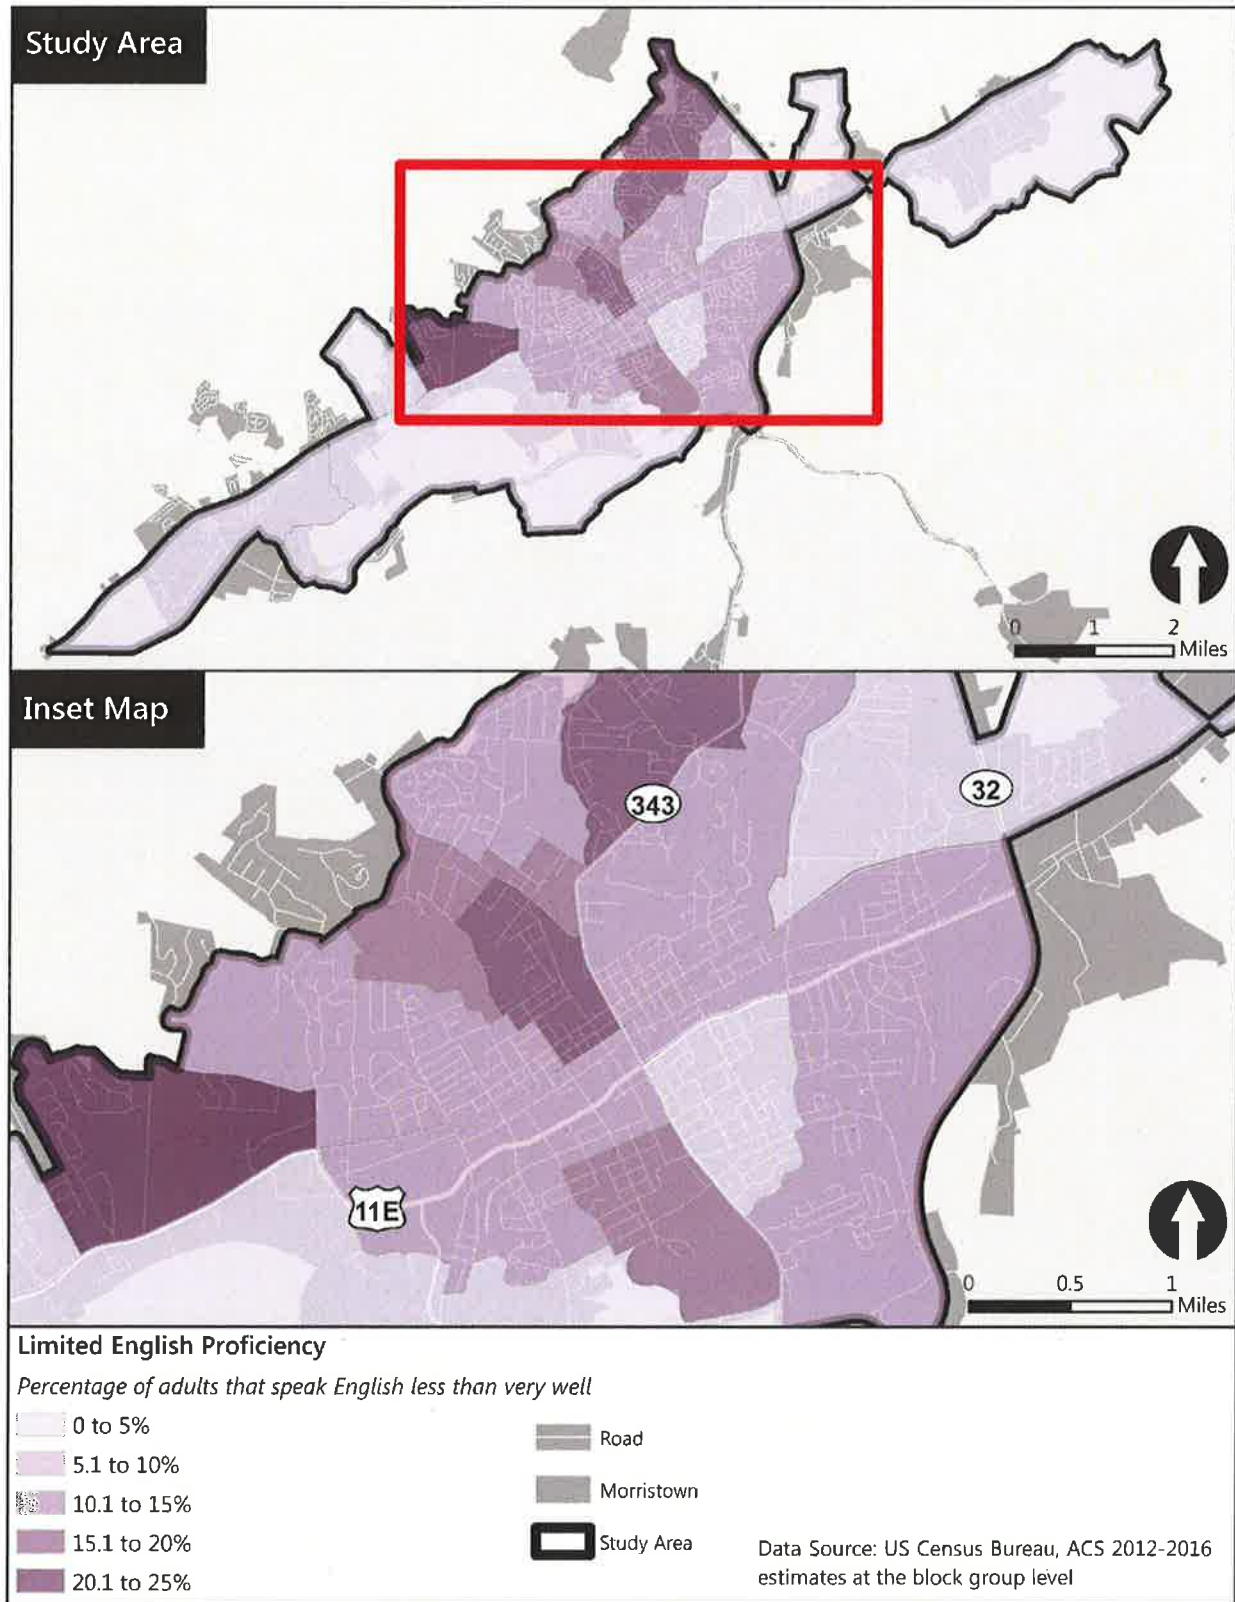 Study Area
0 1 2
Miles
Inset Map
343
32
11E
0 0.5 1
Miles
Limited English Proficiency
Percentage of adults that speak English less than very well
0 to 5%
5.1 to 10%
10.1 to 15%
15.1 to 20%
20.1 to 25%
Road
Morristown
Study Area
Data Source: US Census Bureau, ACS 2012-2016
estimates at the block group level